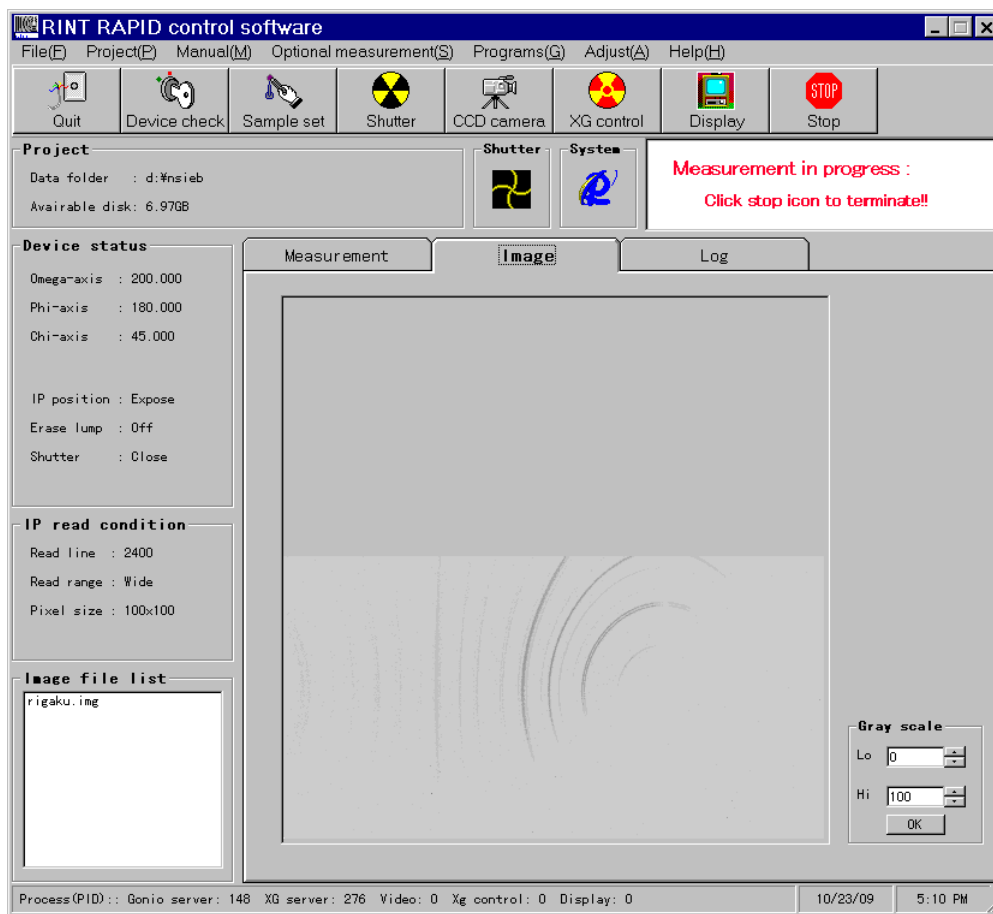 RINT RAPID control software
File(F) Project(P) Manual(M) Optional measurement(S) Programs(G) Adjust(A) Help(H)
Quit Device check Sample set Shutter CCD camera XG control Display STOP Stop
Project
Data folder : d:¥nsieb
Avairable disk: 6.97GB
Shutter
System
Measurement in progress :
Click stop icon to terminate!!
Device status
Omega-axis : 200.000
Phi-axis : 180.000
Chi-axis : 45.000
IP position : Expose
Erase lump : Off
Shutter : Close
IP read condition
Read line : 2400
Read range : Wide
Pixel size : 100x100
Image file list
rigaku.img
Measurement Image Log
Gray scale
Lo 0
Hi 100
OK
Process(PID):: Gonio server: 148 XG server: 276 Video: 0 Xg control: 0 Display: 0 10/23/09 5:10 PM